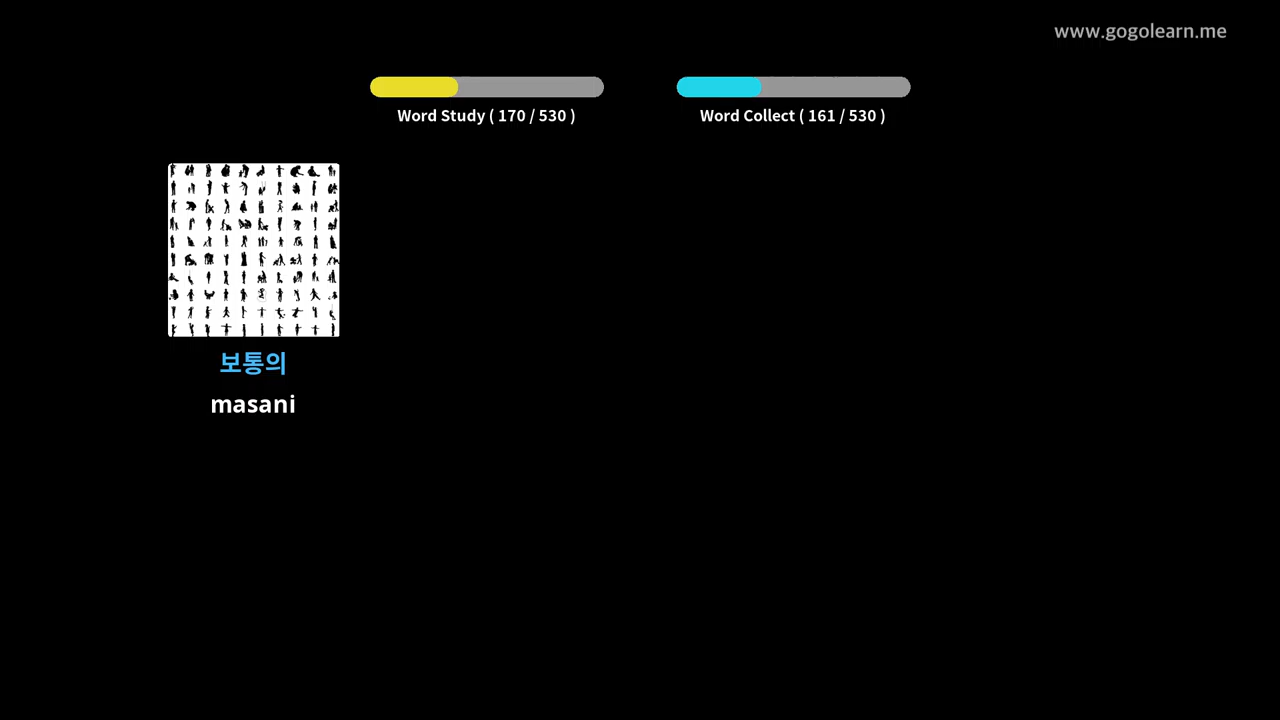 www.gogolearn.me
Word Study ( 170 / 530 )
Word Collect ( 161 / 530 )
보통의
masani